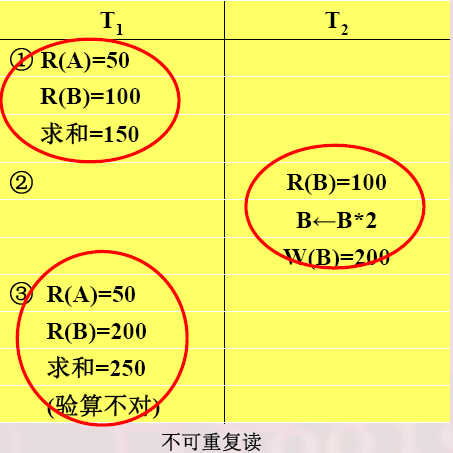 T1 T2
① R(A)=50
R(B)=100
求和=150
② R(B)=100
B←B*2
W(B)=200
③ R(A)=50
R(B)=200
求和=250
(验算不对)
不可重复读